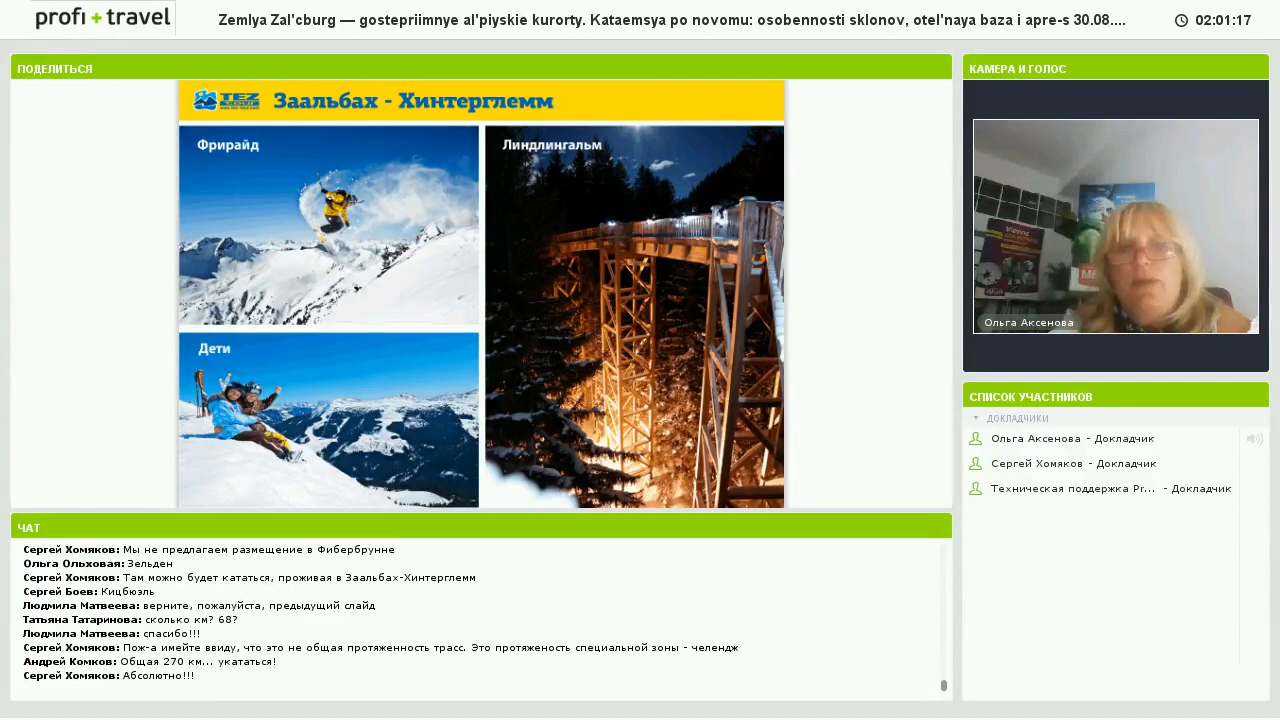 profi + travel
Zemlya Zal'cburg — gostepriimnye al'piyskie kurorty. Kataemsya po novomu: osobennosti sklonov, otel'naya baza i apre-s 30.08....
02:01:17
ПОДЕЛИТЬСЯ
TEZ TOUR
Заальбах - Хинтерглемм
Фрирайд
Линдлингальм
Дети
КАМЕРА И ГОЛОС
Vienne
Ольга Аксенова
СПИСОК УЧАСТНИКОВ
ДОКЛАДЧИКИ
Ольга Аксенова - Докладчик
Сергей Хомяков - Докладчик
Техническая поддержка Pr... - Докладчик
ЧАТ
Сергей Хомяков: Мы не предлагаем размещение в Фибербрунне
Ольга Ольховая: Зельден
Сергей Хомяков: Там можно будет кататься, проживая в Заальбах-Хинтерглемм
Сергей Боев: Кицбюэль
Людмила Матвеева: верните, пожалуйста, предыдущий слайд
Татьяна Татаринова: сколько км? 68?
Людмила Матвеева: спасибо!!!
Сергей Хомяков: Пож-а имейте ввиду, что это не общая протяженность трасс. Это протяженость специальной зоны - челендж
Андрей Комков: Общая 270 км... укататься!
Сергей Хомяков: Абсолютно!!!